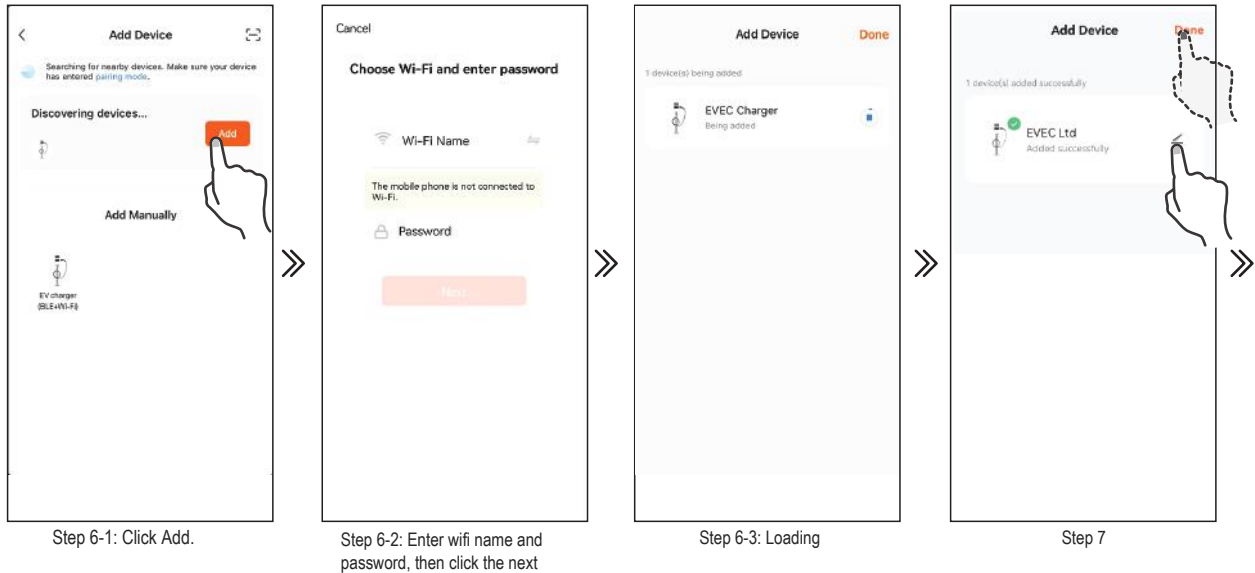 Add Device
Searching for nearby devices. Make sure your device
has entered pairing mode.
Discovering devices...
Add
Add Manually
EV charger
(BLE+Wi-Fi)
Step 6-1: Click Add.
Cancel
Choose Wi-Fi and enter password
Wi-Fi Name
The mobile phone is not connected to
Wi-Fi.
Password
Next
Step 6-2: Enter wifi name and
password, then click the next
Add Device Done
1 device(s) being added
EVEC Charger
Being added
Step 6-3: Loading
Add Device Done
1 device(s) added successfully
EVEC Ltd
Added successfully
Step 7